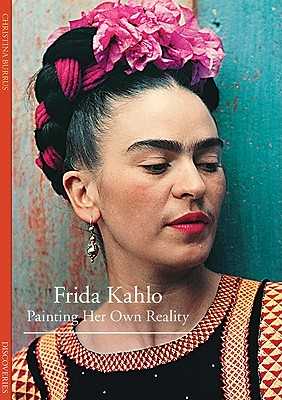 CHRISTINA BURRUS
Frida Kahlo
Painting Her Own Reality
DISCOVERIES